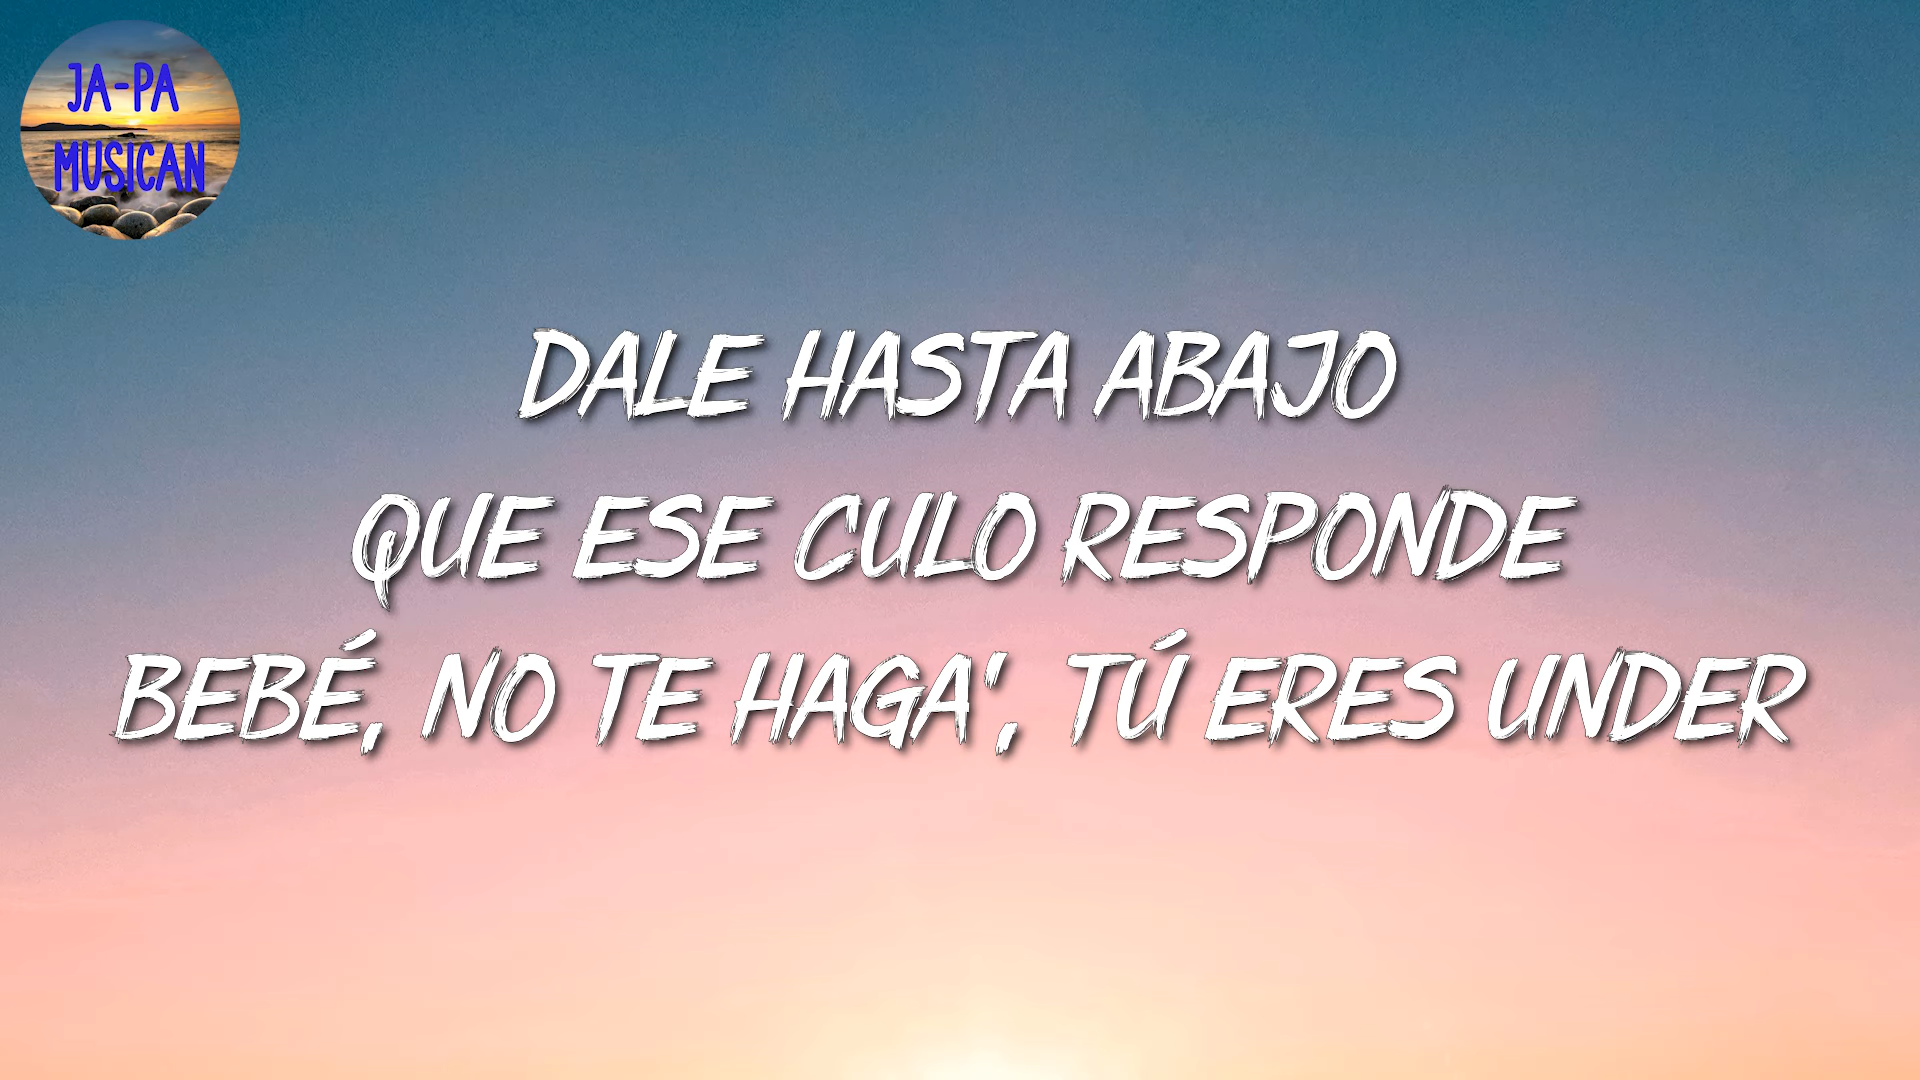 JA-PA
MUSICAN
DALE HASTA ABAJO
QUE ESE CULO RESPONDE
BEBÉ, NO TE HAGA', TÚ ERES UNDER